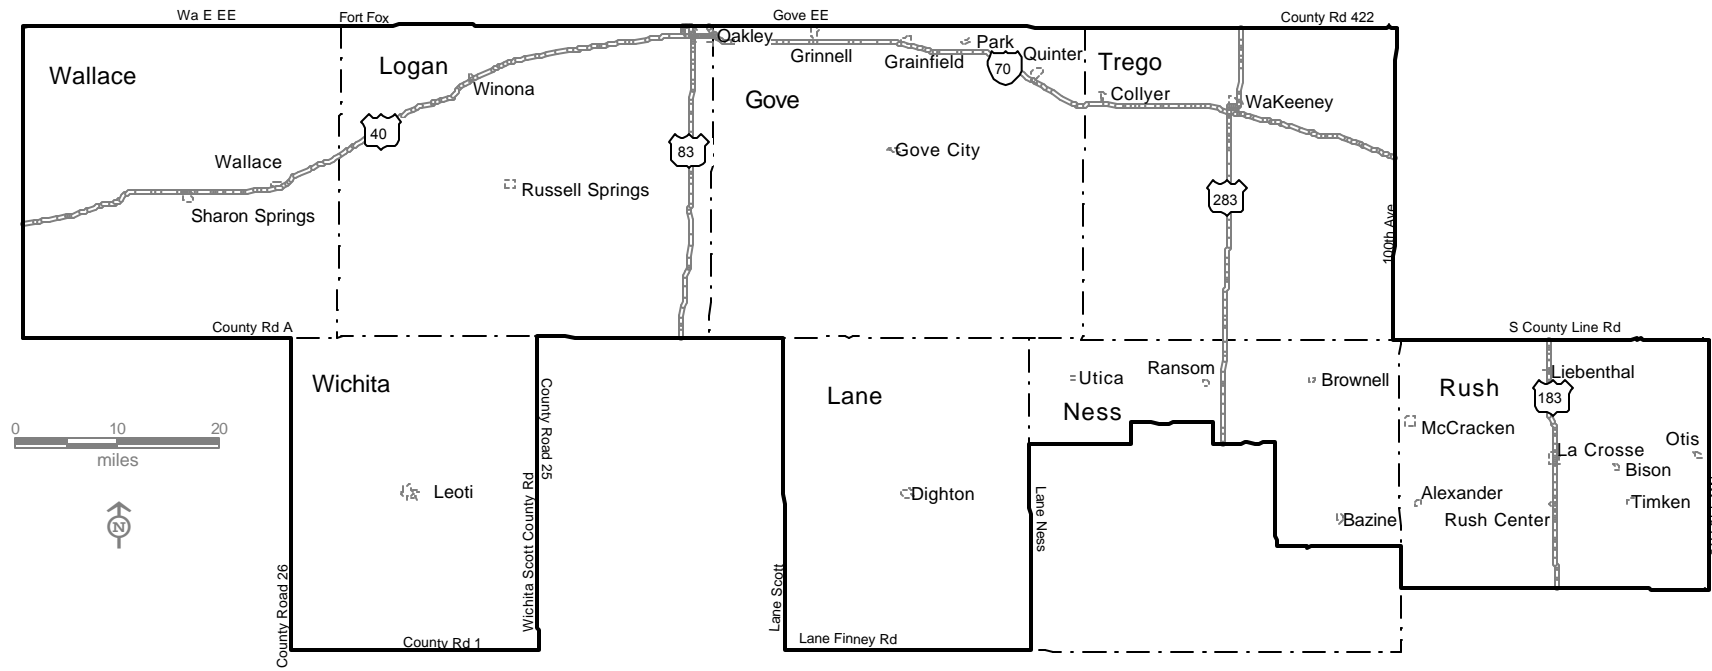 Wa E EE
Fort Fox
Gove EE
County Rd 422
Wallace
Logan
Oakley
Grinnell
Park
Grainfield
Quinter
70
Trego
Winona
Gove
Collyer
WaKeeney
40
83
Wallace
Gove City
Russell Springs
283
Sharon Springs
100th Ave
County Rd A
S County Line Rd
Wichita
County Road 25
Lane
Utica
Ransom
Brownell
Rush
Liebenthal
183
Ness
McCracken
0 10 20
miles
La Crosse
Otis
Bison
Leoti
Wichita Scott County Rd
Dighton
Lane Ness
Alexander
Timken
Bazine
Rush Center
N
County Road 26
Lane Scott
County Rd 1
Lane Finney Rd